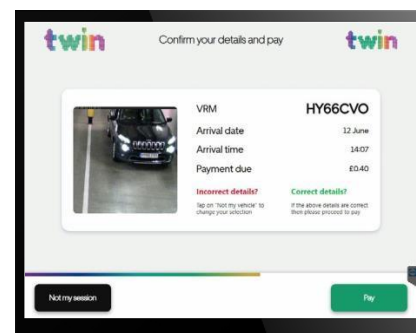 twin
Confirm your details and pay
twin
VRM HY66CVO
Arrival date 12 June
Arrival time 14:07
Payment due £0.40
Incorrect details?
Tap on 'Not my vehicle' to
change your selection
Correct details?
If the above details are correct
then please proceed to pay
Not my session
Pay